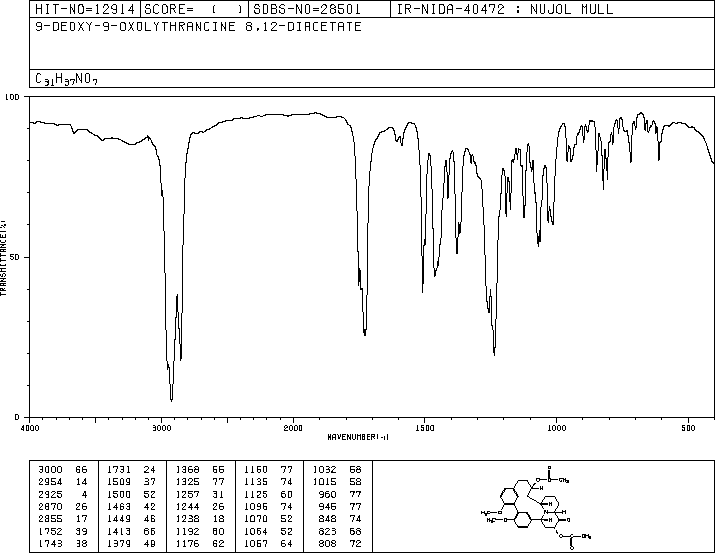 HIT-NO=12914 SCORE= ( ) SDBS-NO=28501 IR-NIDA-40472 : NUJOL MULL
9-DEOXY-9-OXOLYTHRANCINE 8,12-DIACETATE
C31H37NO7
100
50
0
TRANSMITTANCE(%)
4000 3000 2000 1500 1000 500
WAVENUMBER(-1)
3000 66 1731 24 1368 55 1160 77 1032 58
2954 14 1509 37 1325 77 1135 74 1015 58
2925 4 1500 52 1257 31 1125 60 960 77
2870 26 1463 42 1244 26 1096 74 945 77
2855 17 1449 46 1238 18 1070 52 848 74
1752 39 1413 66 1192 60 1064 52 823 68
1743 38 1379 49 1176 62 1057 64 808 72